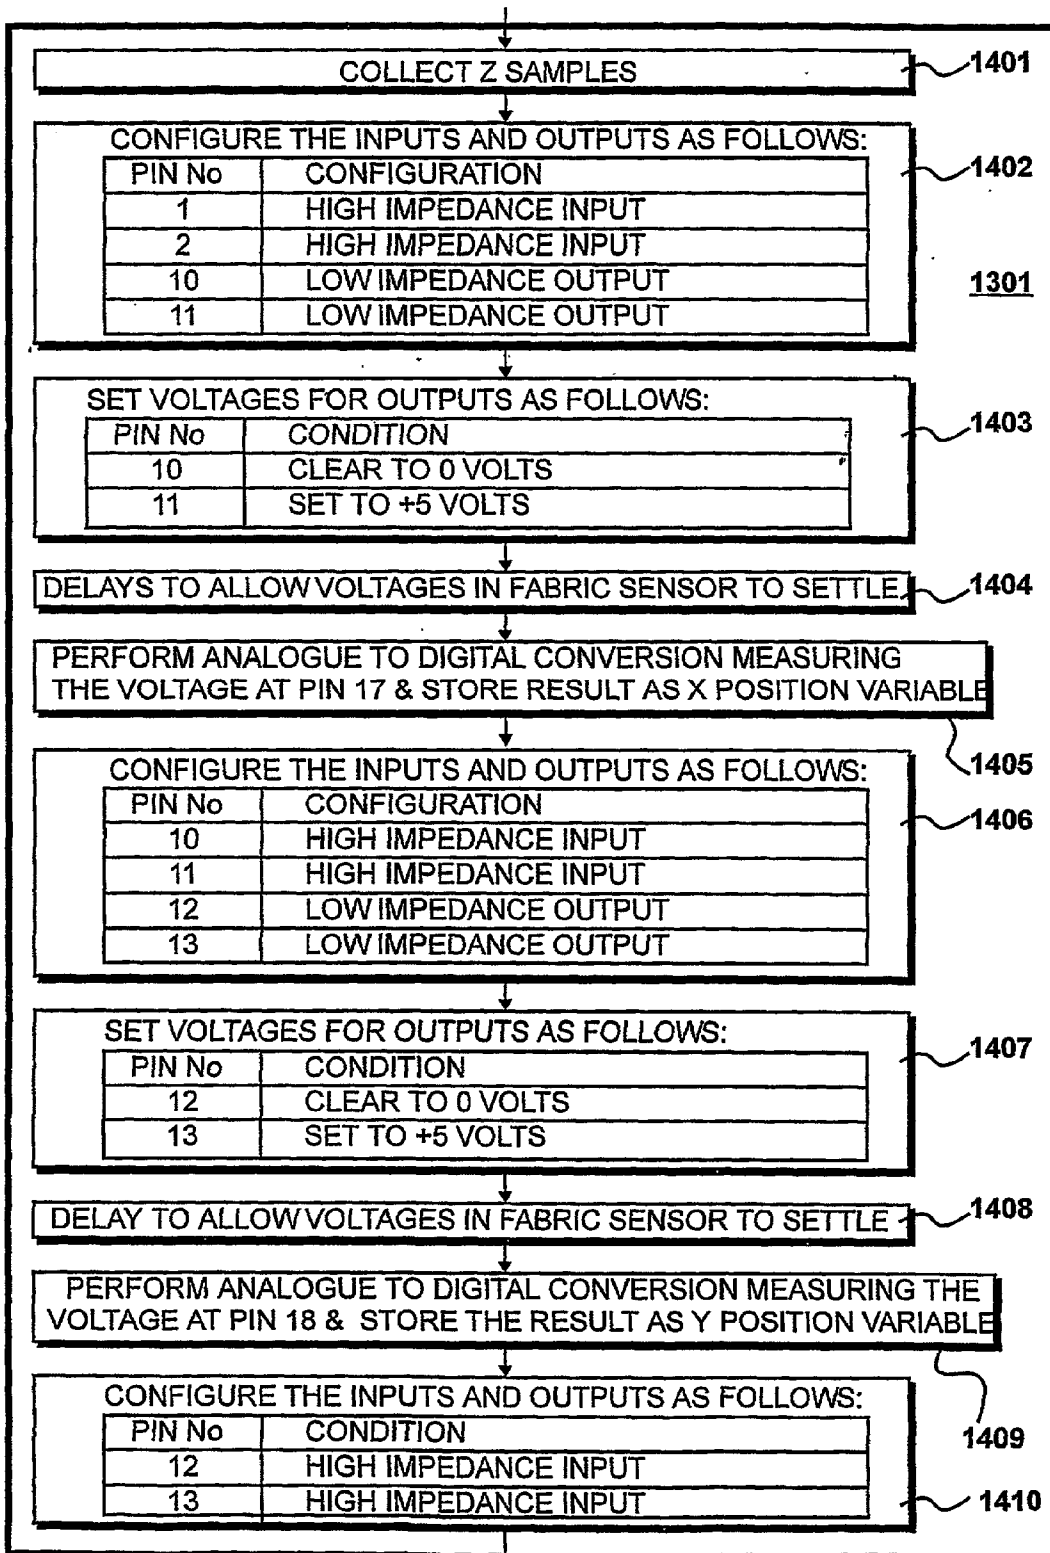 COLLECT Z SAMPLES
1401
CONFIGURE THE INPUTS AND OUTPUTS AS FOLLOWS:
PIN No CONFIGURATION
1402
1 HIGH IMPEDANCE INPUT
2 HIGH IMPEDANCE INPUT
10 LOW IMPEDANCE OUTPUT
1301
11 LOW IMPEDANCE OUTPUT
SET VOLTAGES FOR OUTPUTS AS FOLLOWS:
1403
PIN No CONDITION
10 CLEAR TO 0 VOLTS
11 SET TO +5 VOLTS
DELAYS TO ALLOW VOLTAGES IN FABRIC SENSOR TO SETTLE
1404
PERFORM ANALOGUE TO DIGITAL CONVERSION MEASURING
THE VOLTAGE AT PIN 17 & STORE RESULT AS X POSITION VARIABLE
1405
CONFIGURE THE INPUTS AND OUTPUTS AS FOLLOWS:
PIN No CONFIGURATION
1406
10 HIGH IMPEDANCE INPUT
11 HIGH IMPEDANCE INPUT
12 LOW IMPEDANCE OUTPUT
13 LOW IMPEDANCE OUTPUT
SET VOLTAGES FOR OUTPUTS AS FOLLOWS:
1407
PIN No CONDITION
12 CLEAR TO 0 VOLTS
13 SET TO +5 VOLTS
DELAY TO ALLOW VOLTAGES IN FABRIC SENSOR TO SETTLE
1408
PERFORM ANALOGUE TO DIGITAL CONVERSION MEASURING THE
VOLTAGE AT PIN 18 & STORE THE RESULT AS Y POSITION VARIABLE
1409
CONFIGURE THE INPUTS AND OUTPUTS AS FOLLOWS:
PIN No CONDITION
12 HIGH IMPEDANCE INPUT
13 HIGH IMPEDANCE INPUT
1410